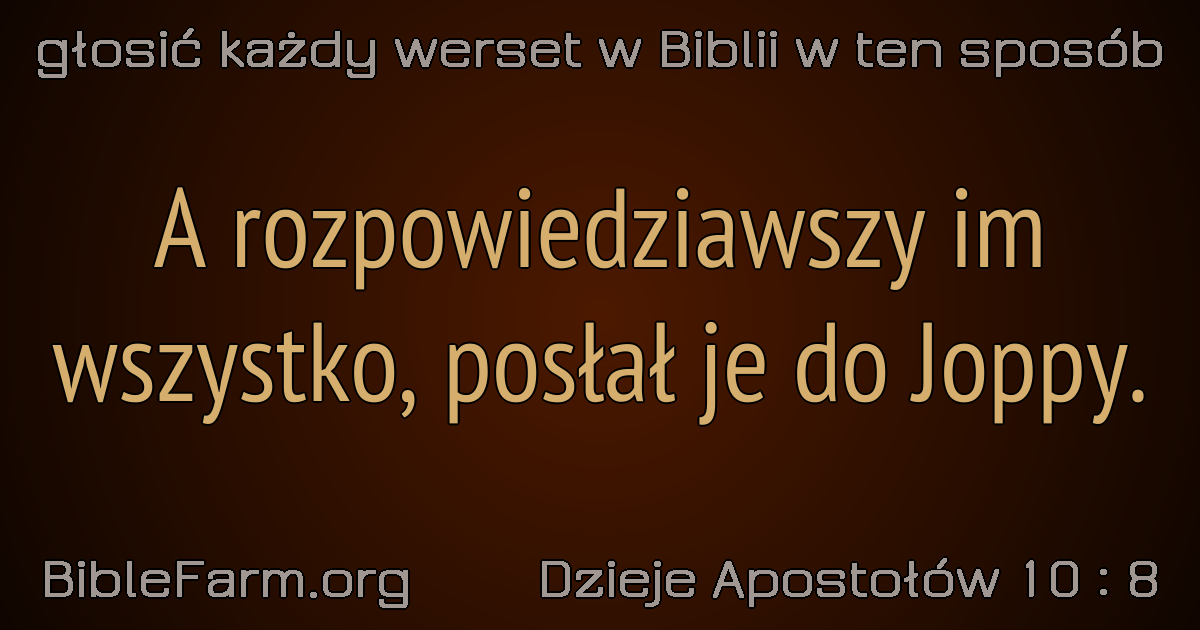 głosić każdy werset w Biblii w ten sposób
A rozpowiedziawszy im
wszystko, posłał je do Joppy.
BibleFarm.org
Dzieje Apostołów 10 : 8